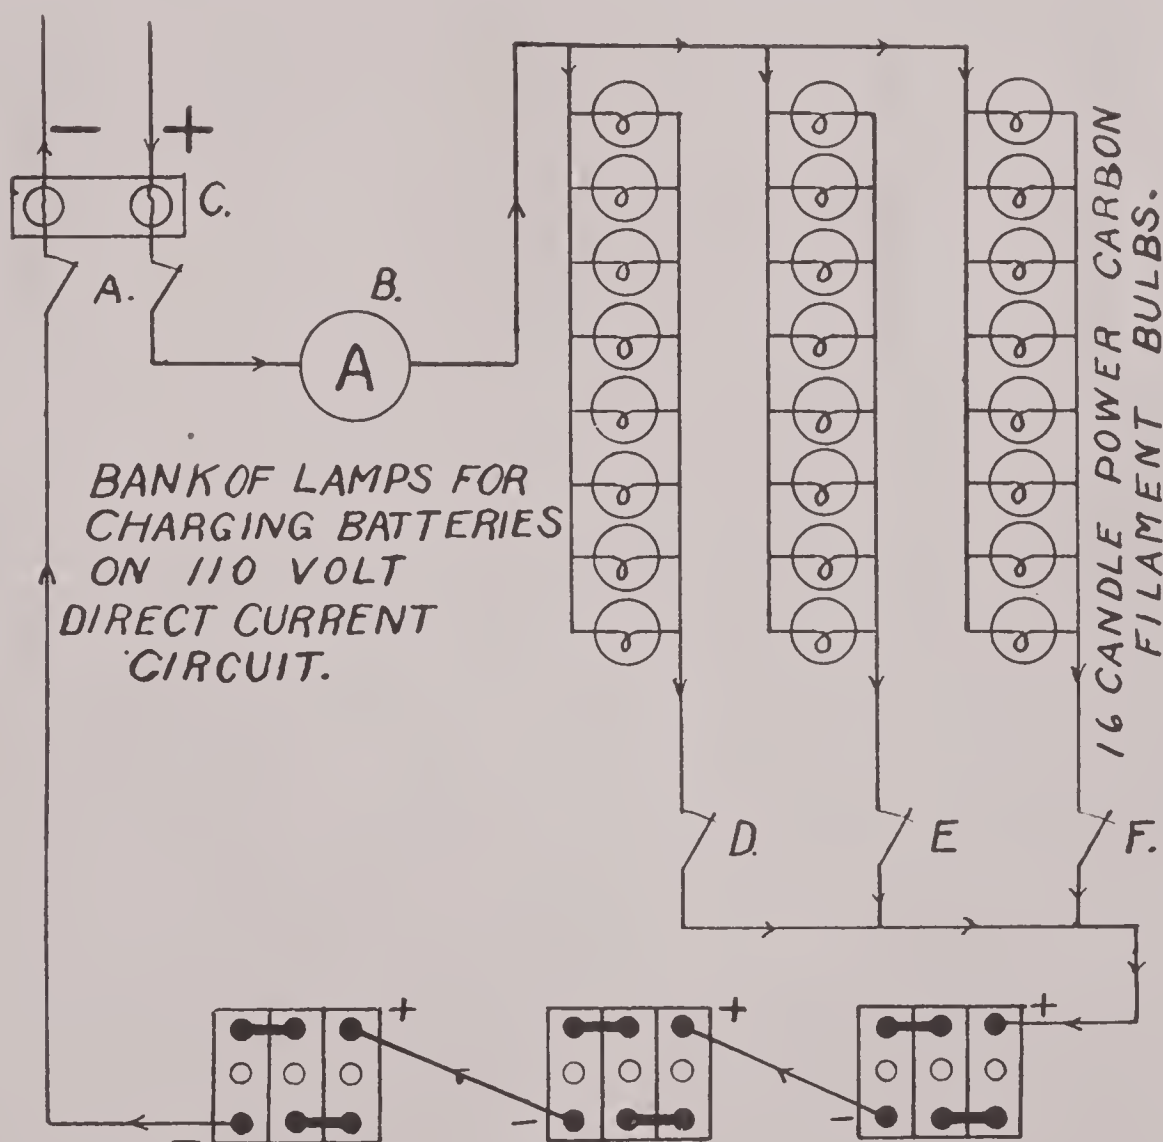 − +
C.
A.
B.
A
BANK OF LAMPS FOR
CHARGING BATTERIES
ON 110 VOLT
DIRECT CURRENT
CIRCUIT.
16 CANDLE POWER CARBON
FILAMENT BULBS.
D. E F.
+ + +
− − −